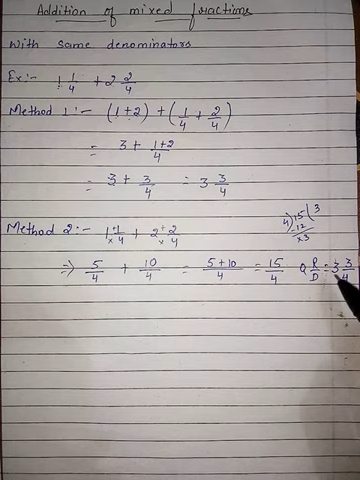 Addition of mixed fractions
With same denominators
Ex:- 1 1/4 + 2 2/4
Method 1:- (1+2) + (1/4 + 2/4)
= 3 + 1+2/4
= 3 + 3/4 = 3 3/4
Method 2:- 1 + 1/× 4 + 2 + 2/× 4
4) 15 ( 3
12
×3
⇒ 5/4 + 10/4 = 5+10/4 = 15/4 Q R/D = 3 3/4